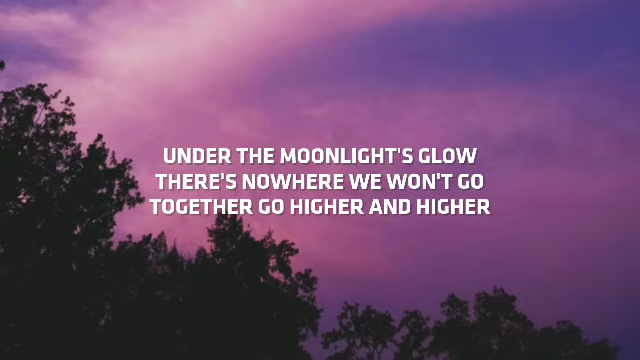 UNDER THE MOONLIGHT'S GLOW
THERE'S NOWHERE WE WON'T GO
TOGETHER GO HIGHER AND HIGHER